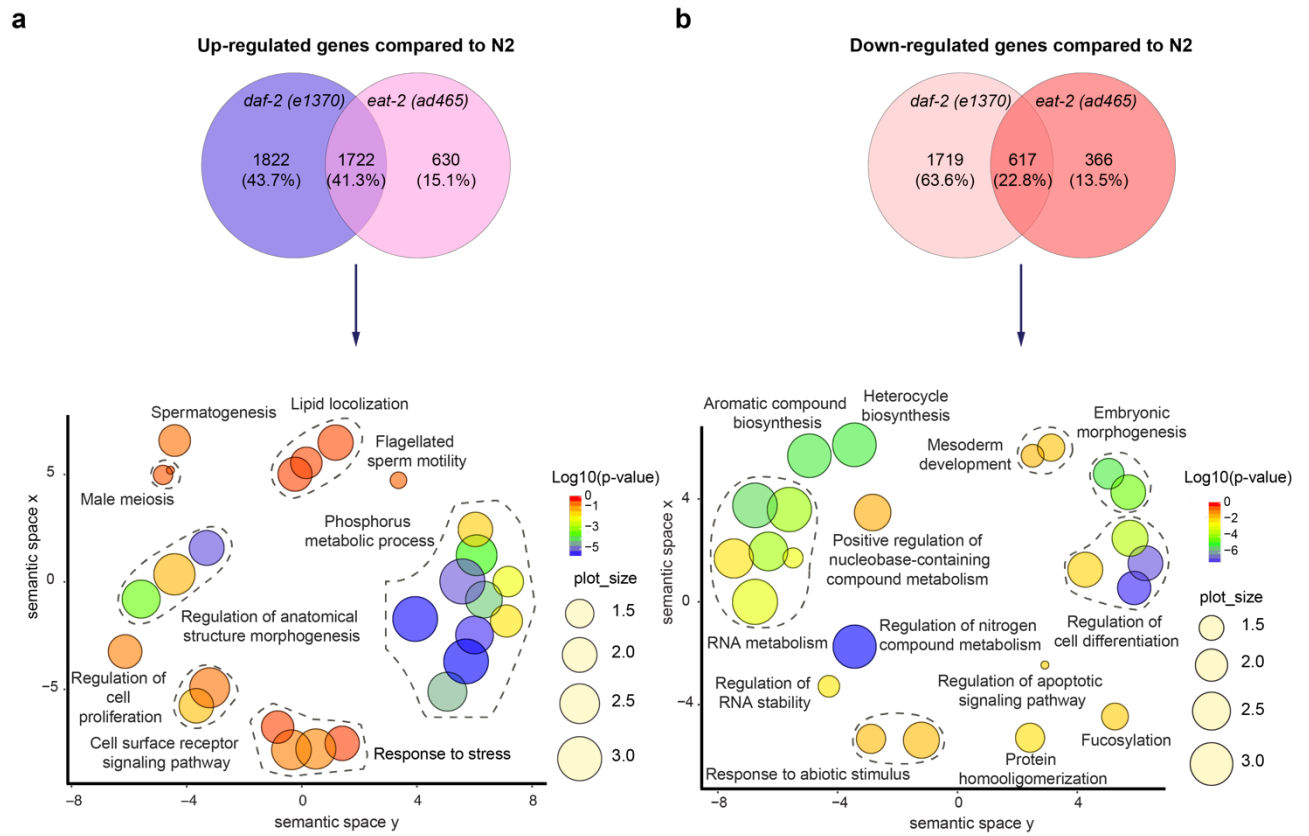 a
Up-regulated genes compared to N2
daf-2 (e1370)
eat-2 (ad465)
1822
(43.7%)
1722
(41.3%)
630
(15.1%)
Spermatogenesis
Lipid locolization
Flagellated
sperm motility
Male meiosis
Phosphorus
metabolic process
Regulation of anatomical
structure morphogenesis
Regulation of
cell
proliferation
Cell surface receptor
signaling pathway
Response to stress
semantic space x
5
0
−5
−8
−4
0
4
8
semantic space y
Log10(p-value)
0
−1
−3
−5
plot_size
1.5
2.0
2.5
3.0
b
Down-regulated genes compared to N2
daf-2 (e1370)
eat-2 (ad465)
1719
(63.6%)
617
(22.8%)
366
(13.5%)
Aromatic compound
biosynthesis
Heterocycle
biosynthesis
Mesoderm
development
Embryonic
morphogenesis
Positive regulation of
nucleobase-containing
compound metabolism
RNA metabolism
Regulation of nitrogen
compound metabolism
Regulation of
cell differentiation
Regulation of
RNA stability
Regulation of apoptotic
signaling pathway
Fucosylation
Response to abiotic stimulus
Protein
homooligomerization
semantic space x
4
0
−4
−8
−4
0
4
semantic space y
Log10(p-value)
0
−2
−4
−6
plot_size
1.5
2.0
2.5
3.0